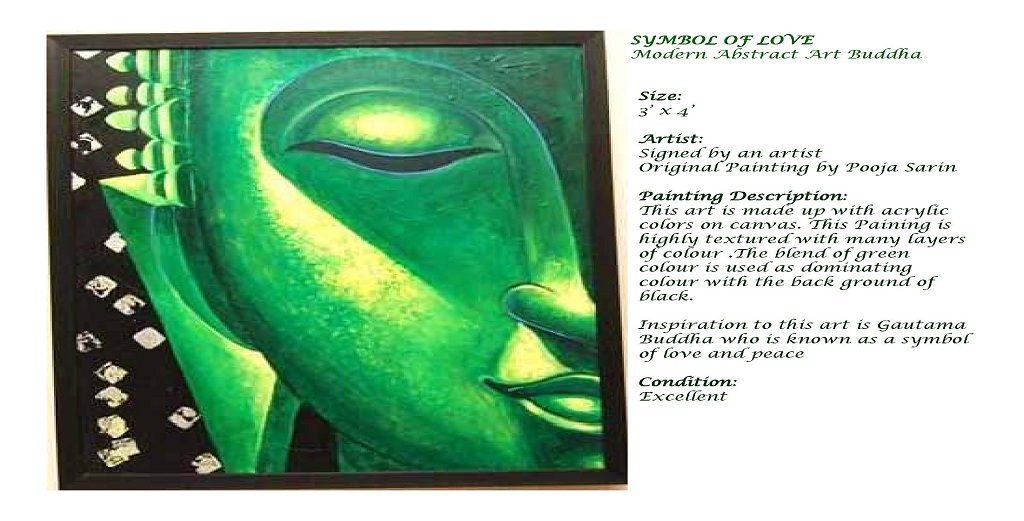 SYMBOL OF LOVE
Modern Abstract Art Buddha
Size:
3' x 4'
Artist:
Signed by an artist
Original Painting by Pooja Sarin
Painting Description:
This art is made up with acrylic
colors on canvas. This Paining is
highly textured with many layers
of colour .The blend of green
colour is used as dominating
colour with the back ground of
black.
Inspiration to this art is Gautama
Buddha who is known as a symbol
of love and peace
Condition:
Excellent